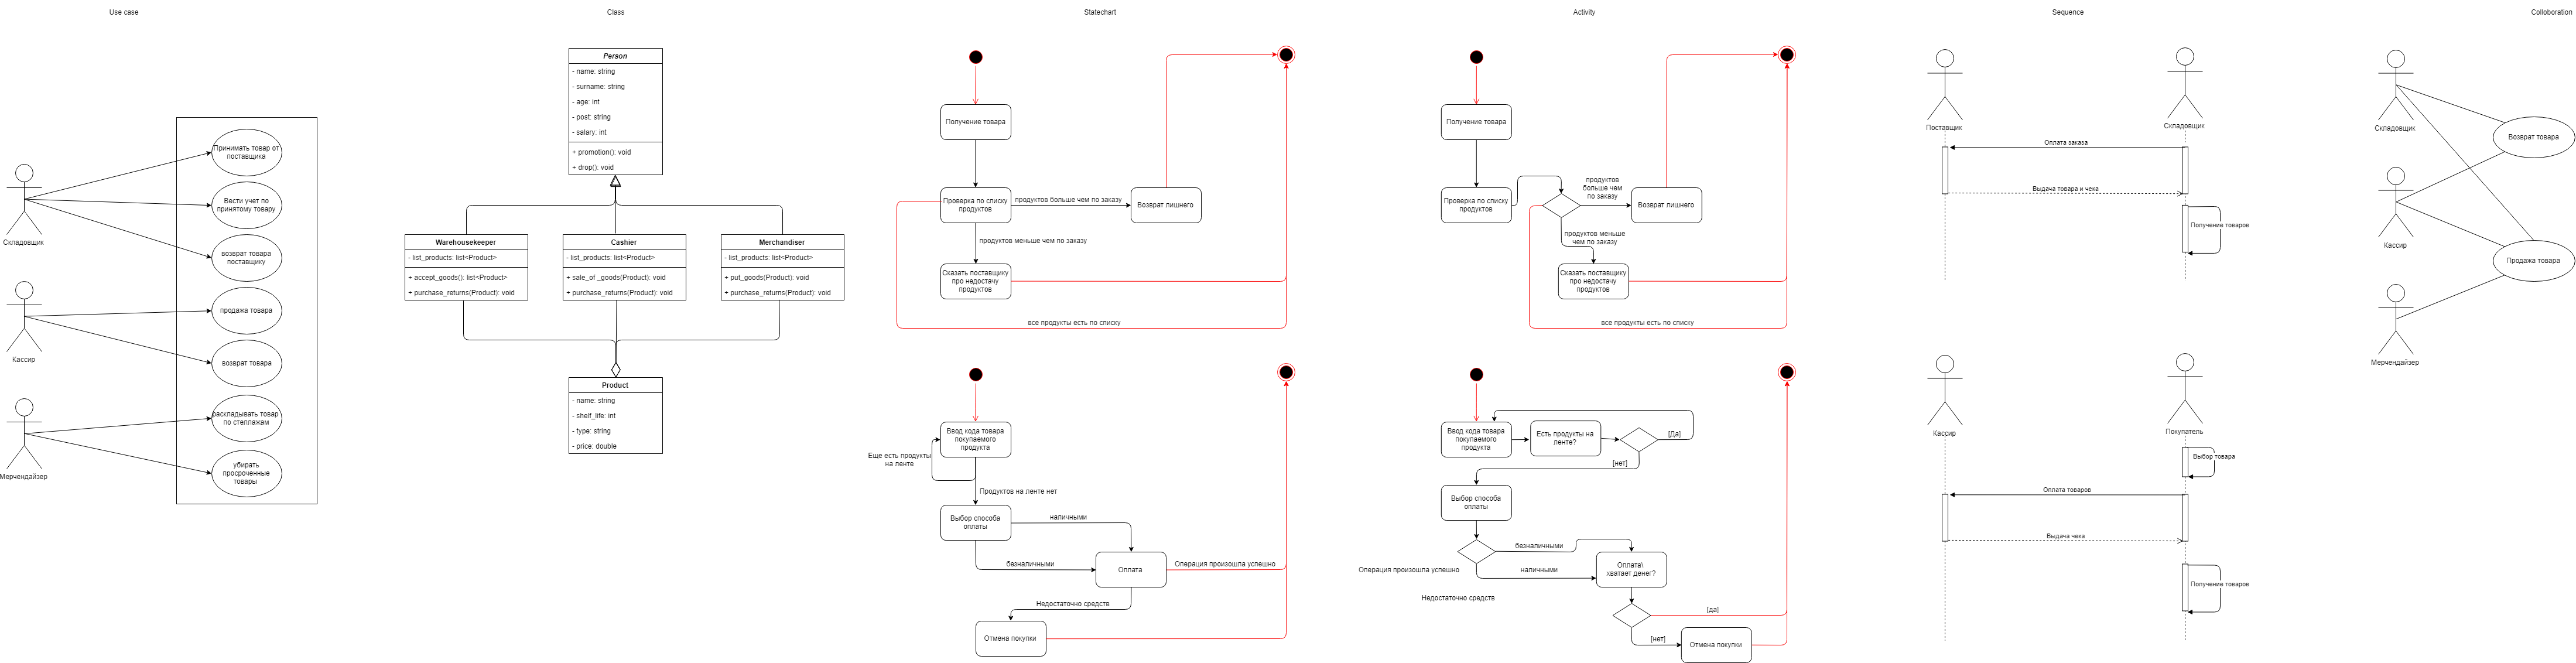 Use case
Class
Statechart
Activity
Sequence
Colloboration
Принимать товар от
поставщика
Вести учет по
принятому товару
возврат товара
поставщику
продажа товара
возврат товара
раскладывать товар
по стеллажам
убирать
просроченные
товары
Складовщик
Кассир
Мерчендайзер
Person
- name: string
- surname: string
- age: int
- post: string
- salary: int
+ promotion(): void
+ drop(): void
Warehousekeeper
- list_products: list<Product>
+ accept_goods(): list<Product>
+ purchase_returns(Product): void
Cashier
- list_products: list<Product>
+ sale_of _goods(Product): void
+ purchase_returns(Product): void
Merchandiser
- list_products: list<Product>
+ put_goods(Product): void
+ purchase_returns(Product): void
Product
- name: string
- shelf_life: int
- type: string
- price: double
Получение товара
Проверка по списку
продуктов
продуктов больше чем по заказу
Возврат лишнего
продуктов меньше чем по заказу
Сказать поставщику
про недостачу
продуктов
все продукты есть по списку
Ввод кода товара
покупаемого
продукта
Еще есть продукты
на ленте
Продуктов на ленте нет
Выбор способа
оплаты
наличными
безналичными
Оплата
Операция произошла успешно
Недостаточно средств
Отмена покупки
Получение товара
Проверка по списку
продуктов
продуктов
больше чем
по заказу
Возврат лишнего
продуктов меньше
чем по заказу
Сказать поставщику
про недостачу
продуктов
все продукты есть по списку
Ввод кода товара
покупаемого
продукта
Есть продукты на
ленте?
[Да]
[нет]
Выбор способа
оплаты
безналичными
наличными
Операция произошла успешно
Недостаточно средств
Оплата\
хватает денег?
[да]
[нет]
Отмена покупки
Поставщик
Складовщик
Оплата заказа
Выдача товара и чека
Получение товаров
Кассир
Покупатель
Выбор товара
Оплата товаров
Выдача чека
Получение товаров
Складовщик
Кассир
Мерчендайзер
Возврат товара
Продажа товара